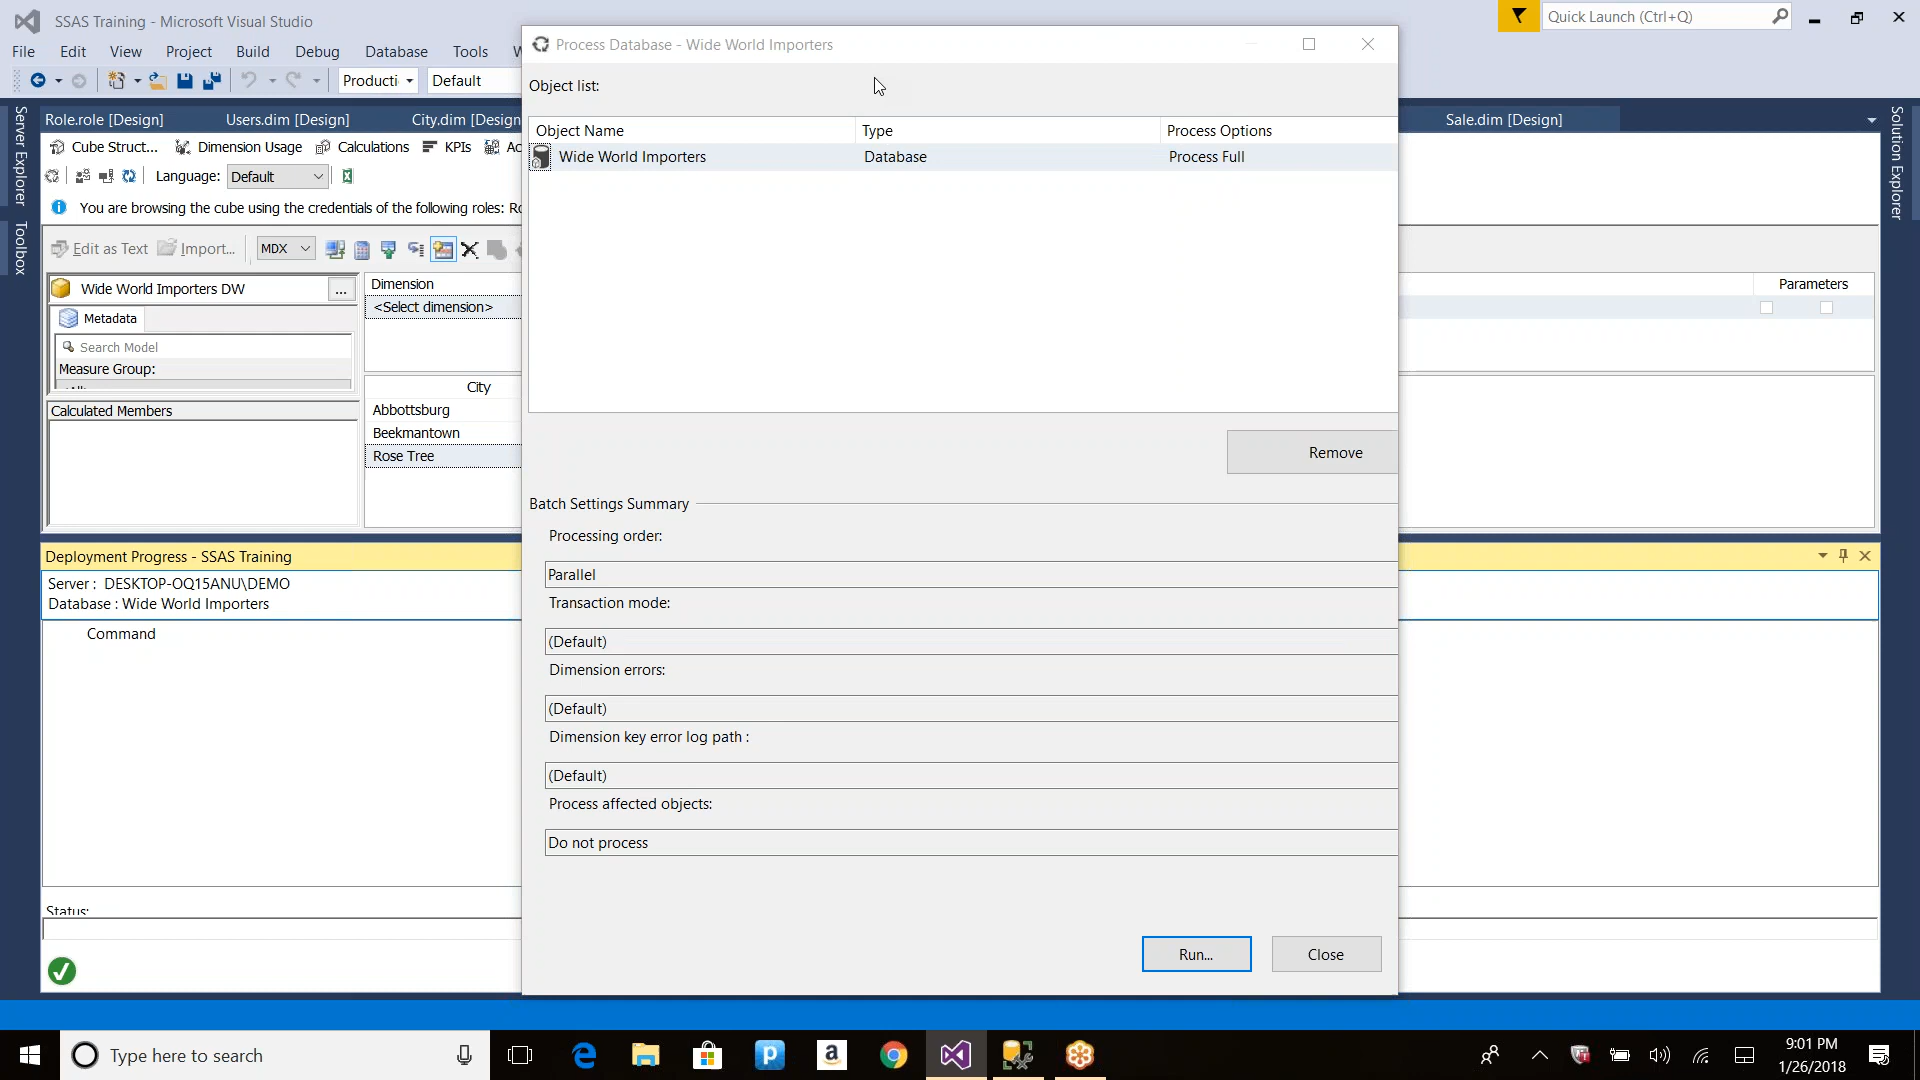 SSAS Training - Microsoft Visual Studio
Quick Launch (Ctrl+Q)
File Edit View Project Build Debug Database Tools
Producti Default
Role.role [Design] Users.dim [Design] City.dim [Design Sale.dim [Design]
Server Explorer
Toolbox
Solution Explorer
Cube Struct... Dimension Usage Calculations KPIs
Language: Default
You are browsing the cube using the credentials of the following roles:
Edit as Text Import... MDX
Wide World Importers DW ...
Metadata
Search Model
Measure Group:
Calculated Members
Dimension
<Select dimension>
Parameters
City
Abbottsburg
Beekmantown
Rose Tree
Process Database - Wide World Importers
Object list:
Object Name Type Process Options
Wide World Importers Database Process Full
Remove
Batch Settings Summary
Processing order:
Parallel
Transaction mode:
(Default)
Dimension errors:
(Default)
Dimension key error log path :
(Default)
Process affected objects:
Do not process
Run... Close
Deployment Progress - SSAS Training
Server : DESKTOP-OQ15ANU\DEMO
Database : Wide World Importers
Command
Status:
Type here to search
9:01 PM
1/26/2018